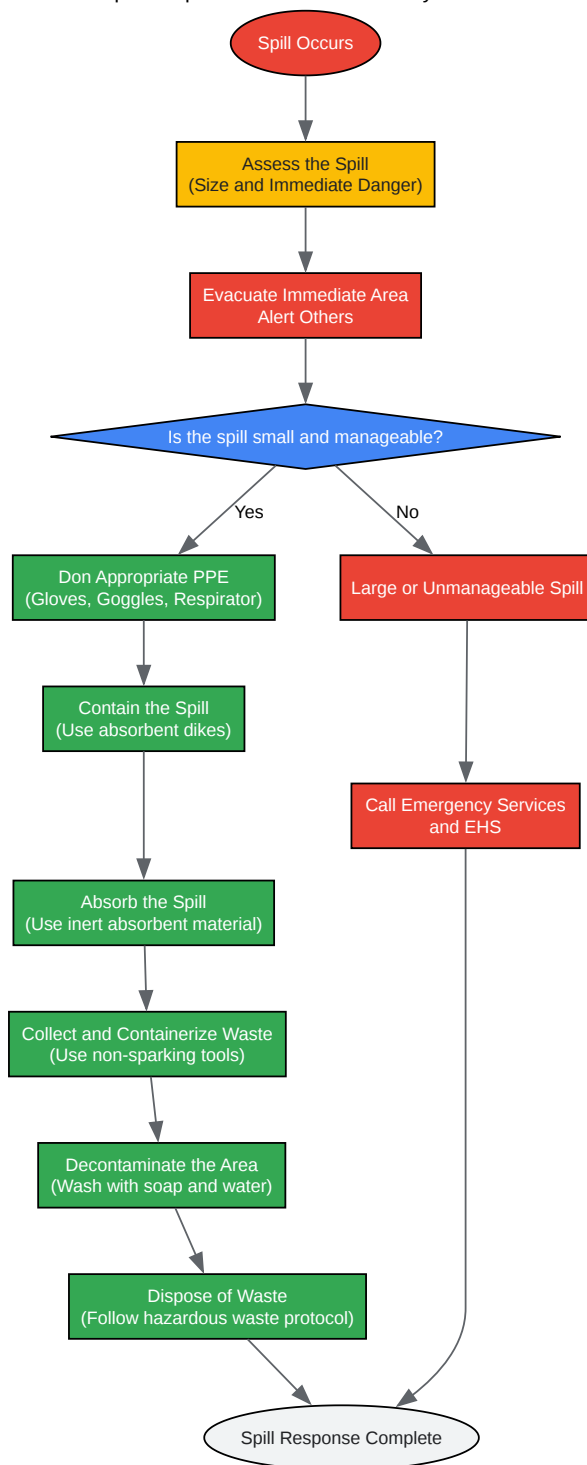 Spill Occurs
Assess the Spill
(Size and Immediate Danger)
Evacuate Immediate Area
Alert Others
Is the spill small and manageable?
Yes
No
Don Appropriate PPE
(Gloves, Goggles, Respirator)
Large or Unmanageable Spill
Contain the Spill
(Use absorbent dikes)
Call Emergency Services
and EHS
Absorb the Spill
(Use inert absorbent material)
Collect and Containerize Waste
(Use non-sparking tools)
Decontaminate the Area
(Wash with soap and water)
Dispose of Waste
(Follow hazardous waste protocol)
Spill Response Complete